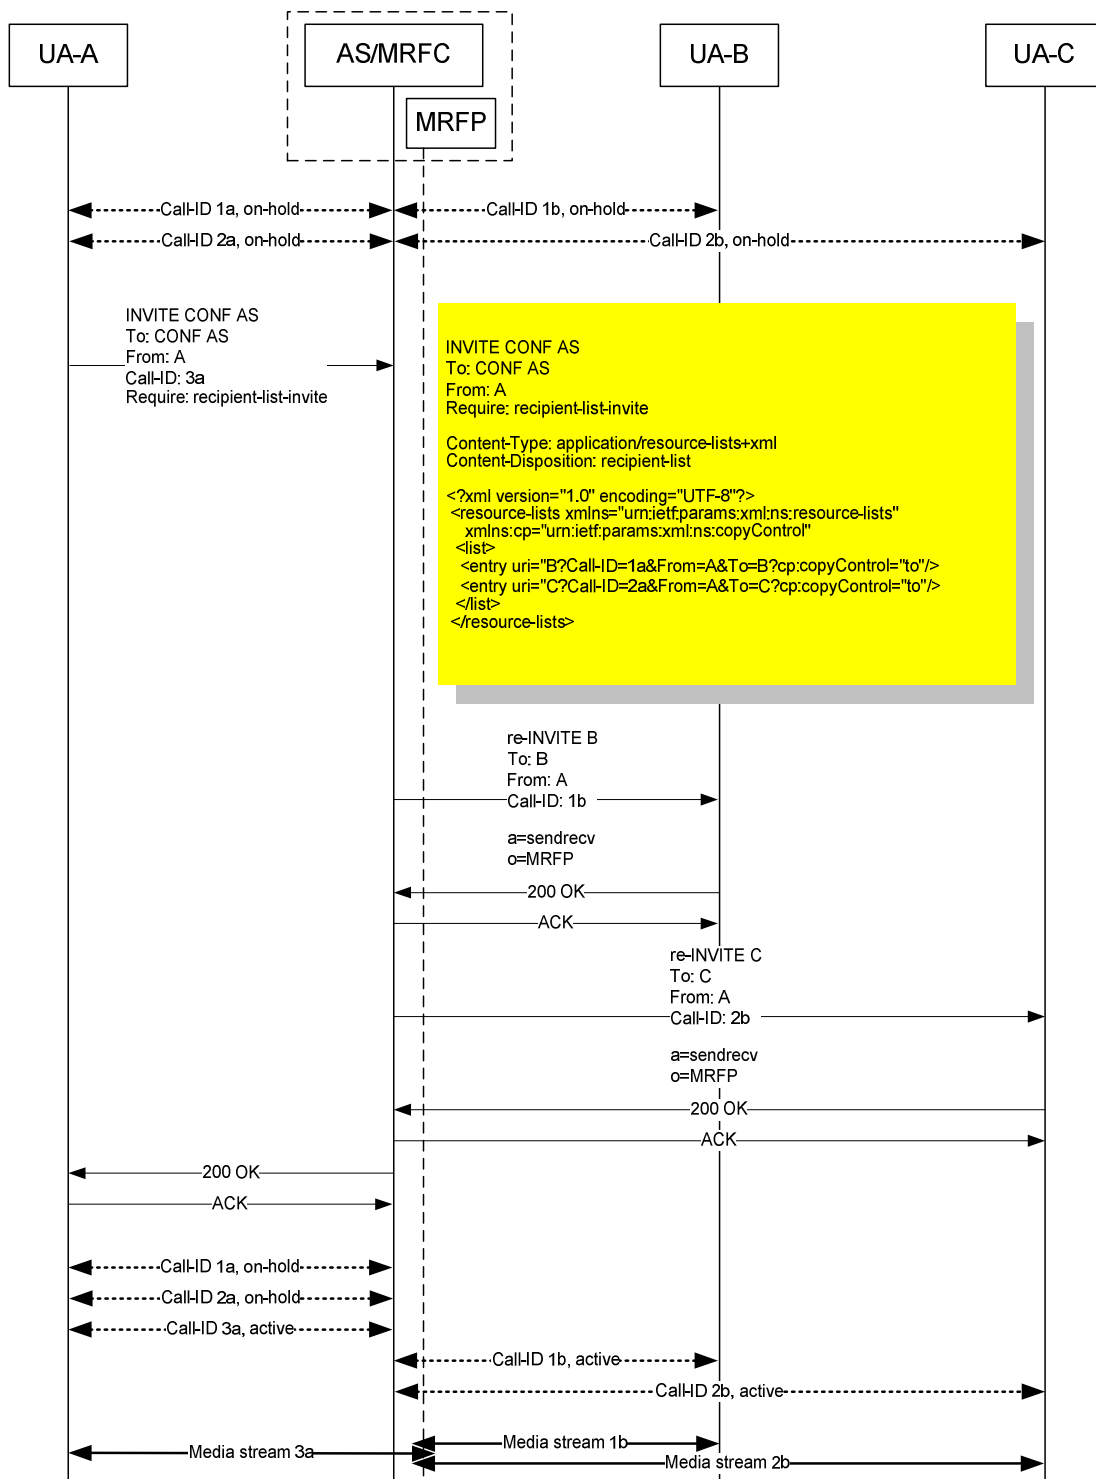 UA-A
AS/MRFC
UA-B
UA-C
MRFP
Call-ID 1a, on-hold
Call-ID 1b, on-hold
Call-ID 2a, on-hold
Call-ID 2b, on-hold
INVITE CONF AS
To: CONF AS
From: A
Call-ID: 3a
Require: recipient-list-invite
INVITE CONF AS
To: CONF AS
From: A
Require: recipient-list-invite
Content-Type: application/resource-lists+xml
Content-Disposition: recipient-list
<?xml version="1.0" encoding="UTF-8"?>
<resource-lists xmlns="urn:ietf:params:xml:ns:resource-lists"
xmlns:cp="urn:ietf:params:xml:ns:copyControl"
<list>
<entry uri="B?Call-ID=1a&From=A&To=B?cp:copyControl="to"/>
<entry uri="C?Call-ID=2a&From=A&To=C?cp:copyControl="to"/>
</list>
</resource-lists>
re-INVITE B
To: B
From: A
Call-ID: 1b
a=sendrecv
o=MRFP
200 OK
ACK
re-INVITE C
To: C
From: A
Call-ID: 2b
a=sendrecv
o=MRFP
200 OK
ACK
200 OK
ACK
Call-ID 1a, on-hold
Call-ID 2a, on-hold
Call-ID 3a, active
Call-ID 1b, active
Call-ID 2b, active
Media stream 1b
Media stream 3a
Media stream 2b